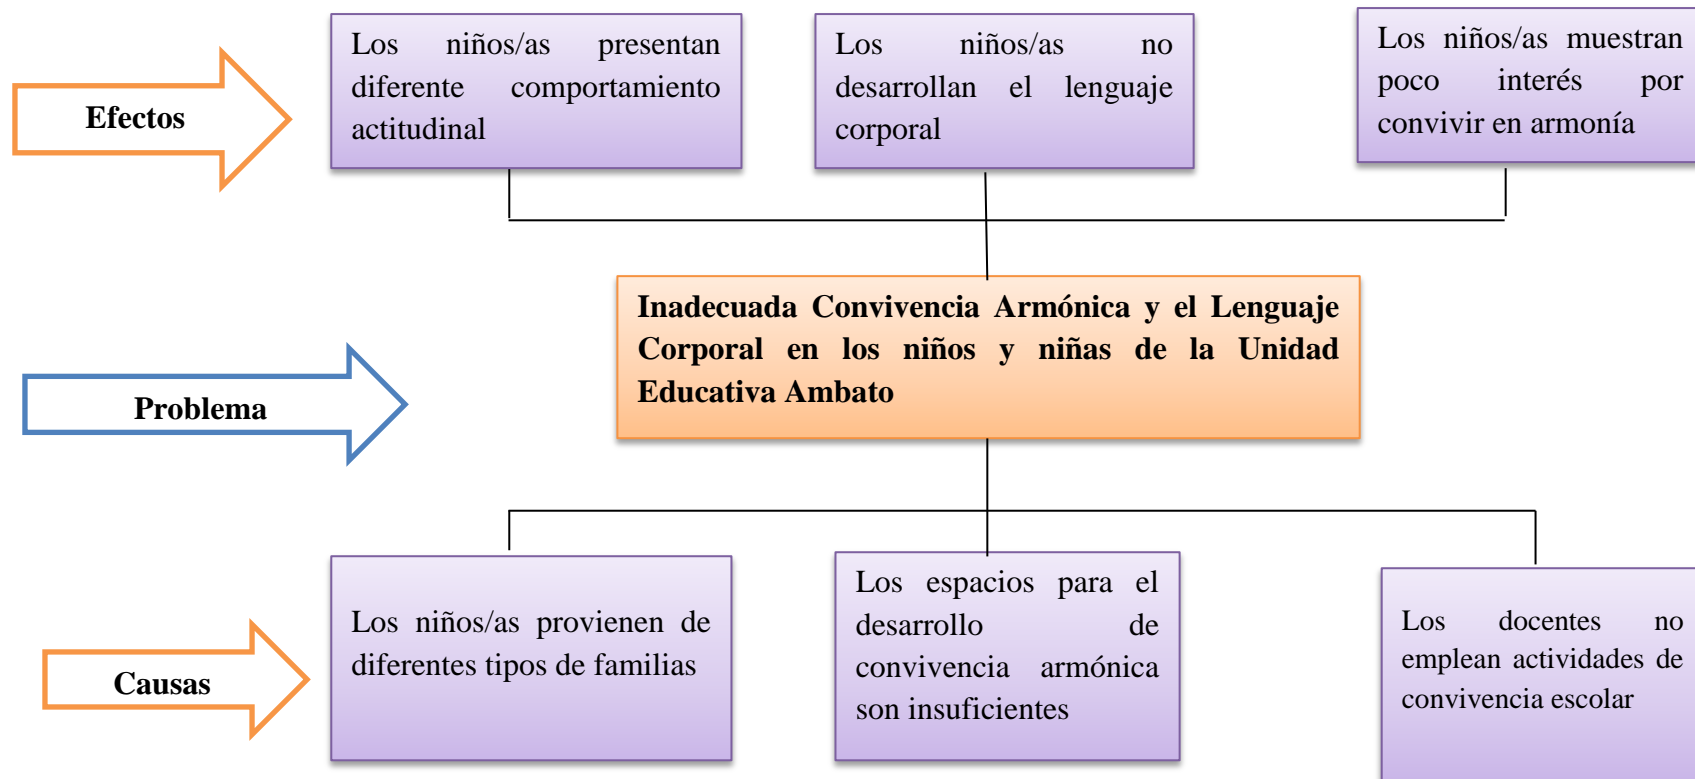 Efectos
Los niños/as presentan
diferente comportamiento
actitudinal
Los niños/as no
desarrollan el lenguaje
corporal
Los niños/as muestran
poco interés por
convivir en armonía
Problema
Inadecuada Convivencia Armónica y el Lenguaje
Corporal en los niños y niñas de la Unidad
Educativa Ambato
Causas
Los niños/as provienen de
diferentes tipos de familias
Los espacios para el
desarrollo de
convivencia armónica
son insuficientes
Los docentes no
emplean actividades de
convivencia escolar